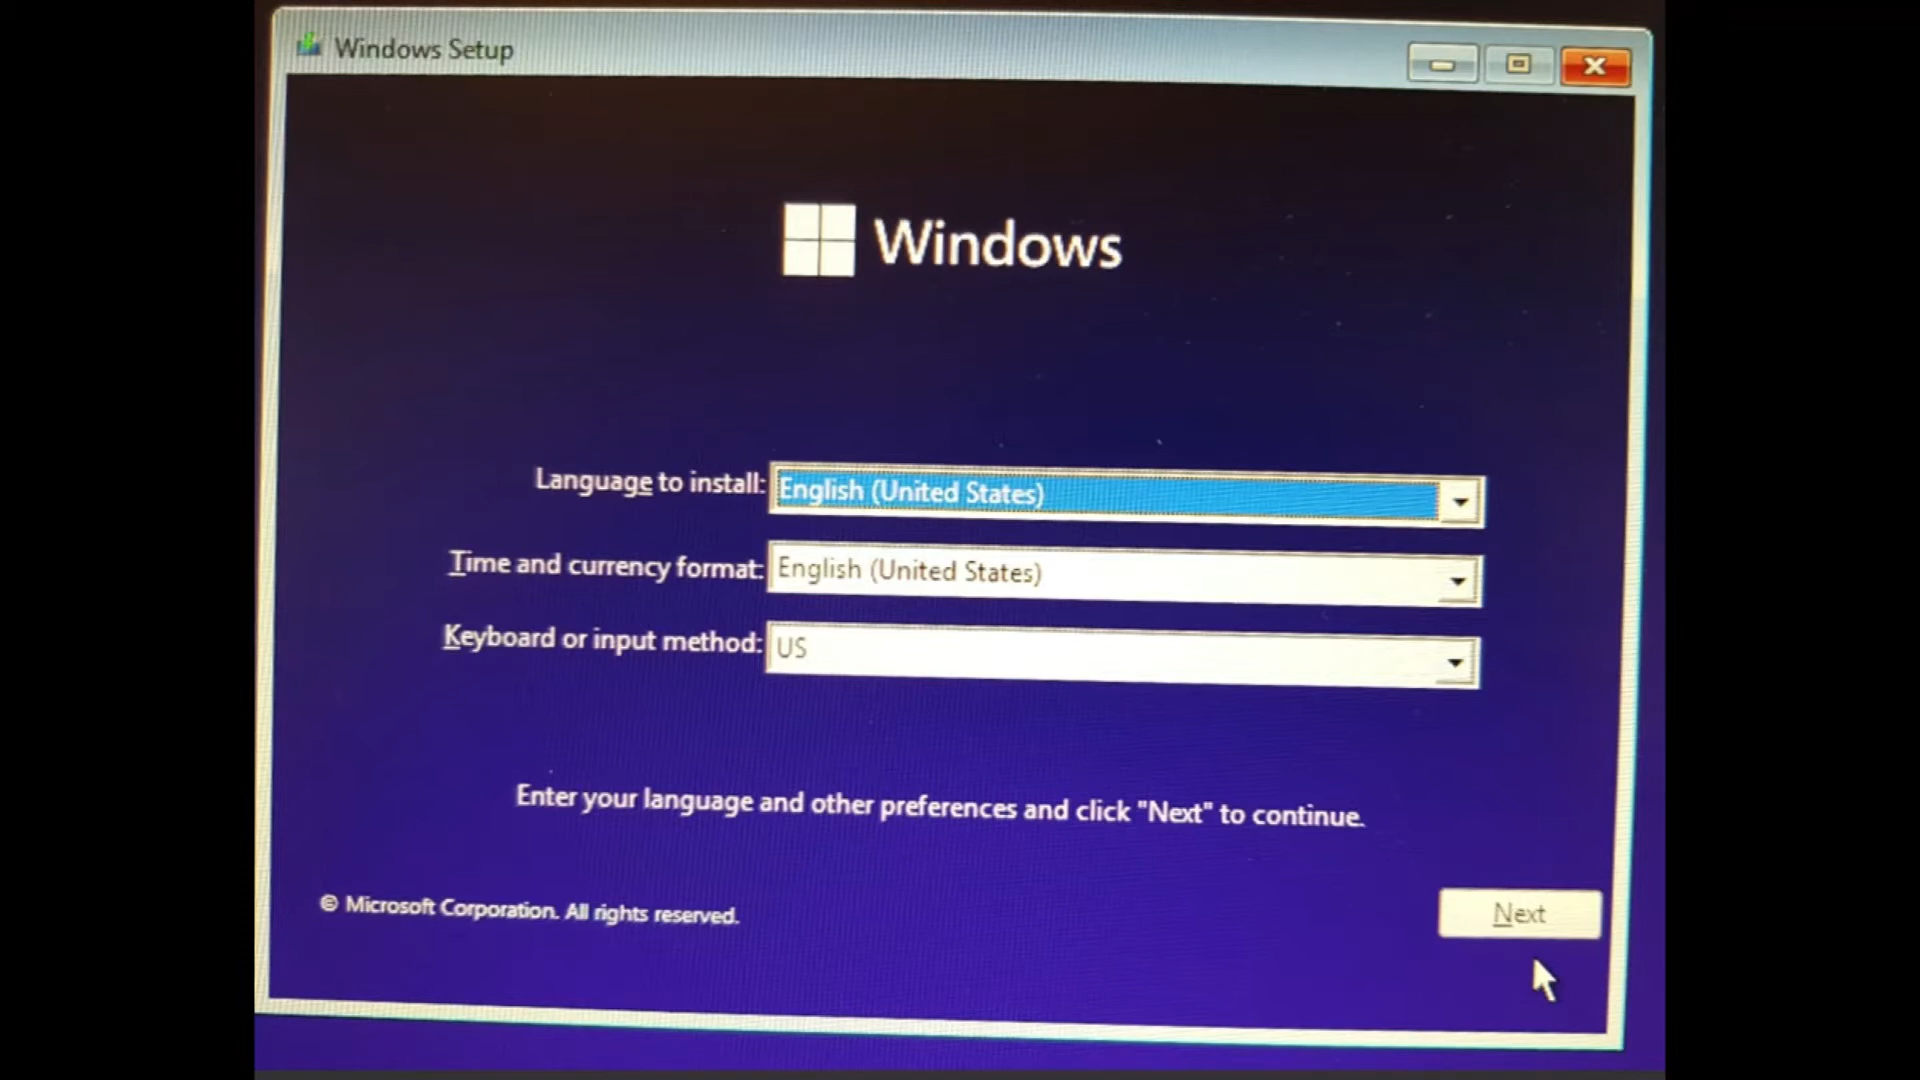 Windows Setup
Windows
Language to install: English (United States)
Time and currency format: English (United States)
Keyboard or input method: US
Enter your language and other preferences and click "Next" to continue.
© Microsoft Corporation. All rights reserved.
Next